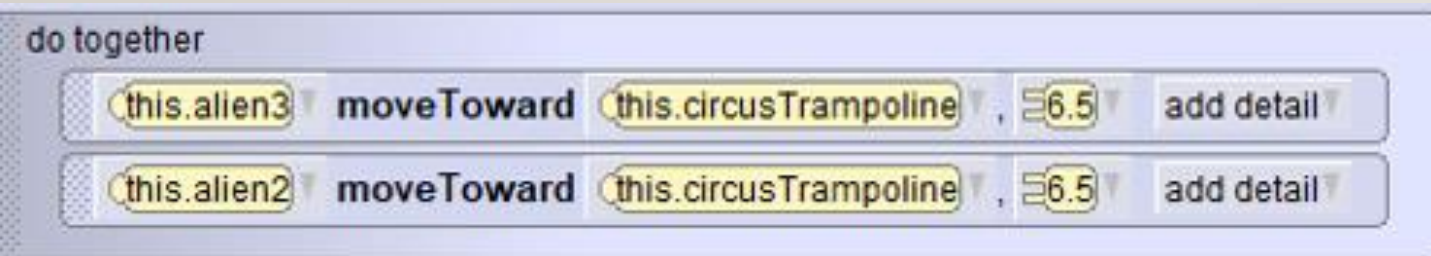 do together
this.alien3 moveToward this.circusTrampoline , 6.5 add detail
this.alien2 moveToward this.circusTrampoline , 6.5 add detail